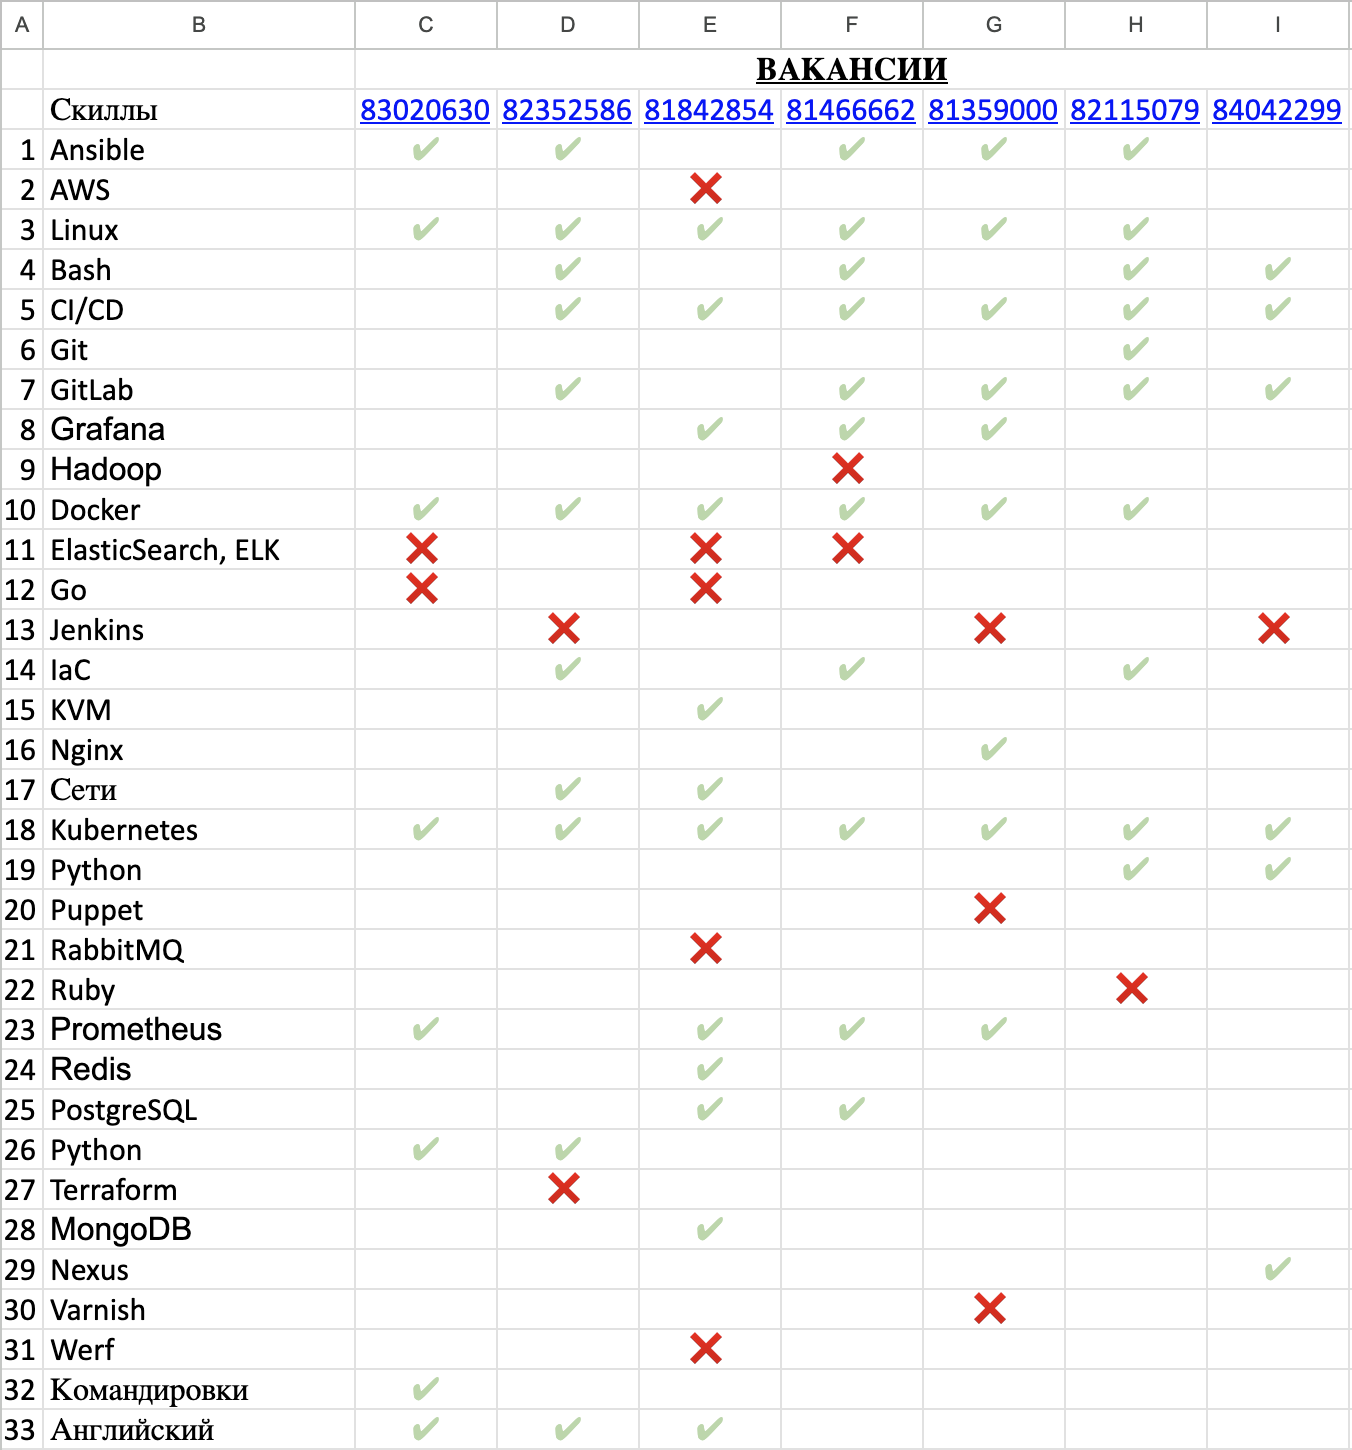 A B C D E F G H I
ВАКАНСИИ
Скиллы 83020630 82352586 81842854 81466662 81359000 82115079 84042299
1 Ansible ✔ ✔ ✔ ✔ ✔
2 AWS ❌
3 Linux ✔ ✔ ✔ ✔ ✔ ✔
4 Bash ✔ ✔ ✔ ✔
5 CI/CD ✔ ✔ ✔ ✔ ✔ ✔
6 Git ✔
7 GitLab ✔ ✔ ✔ ✔ ✔
8 Grafana ✔ ✔ ✔
9 Hadoop ❌
10 Docker ✔ ✔ ✔ ✔ ✔ ✔
11 ElasticSearch, ELK ❌ ❌ ❌
12 Go ❌ ❌
13 Jenkins ❌ ❌ ❌
14 IaC ✔ ✔ ✔
15 KVM ✔
16 Nginx ✔
17 Сети ✔ ✔
18 Kubernetes ✔ ✔ ✔ ✔ ✔ ✔ ✔
19 Python ✔ ✔
20 Puppet ❌
21 RabbitMQ ❌
22 Ruby ❌
23 Prometheus ✔ ✔ ✔ ✔
24 Redis ✔
25 PostgreSQL ✔ ✔
26 Python ✔ ✔
27 Terraform ❌
28 MongoDB ✔
29 Nexus ✔
30 Varnish ❌
31 Werf ❌
32 Командировки ✔
33 Английский ✔ ✔ ✔